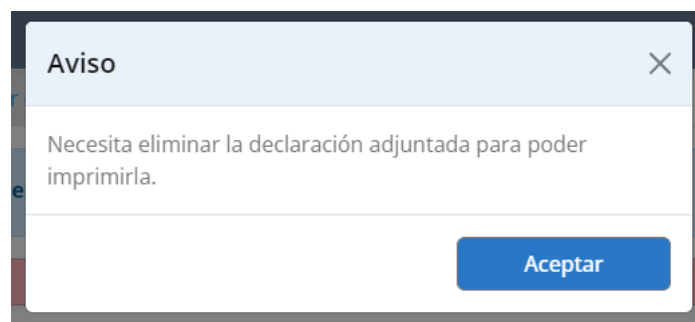 Aviso
r
Necesita eliminar la declaración adjuntada para poder
imprimirla.
e
Aceptar